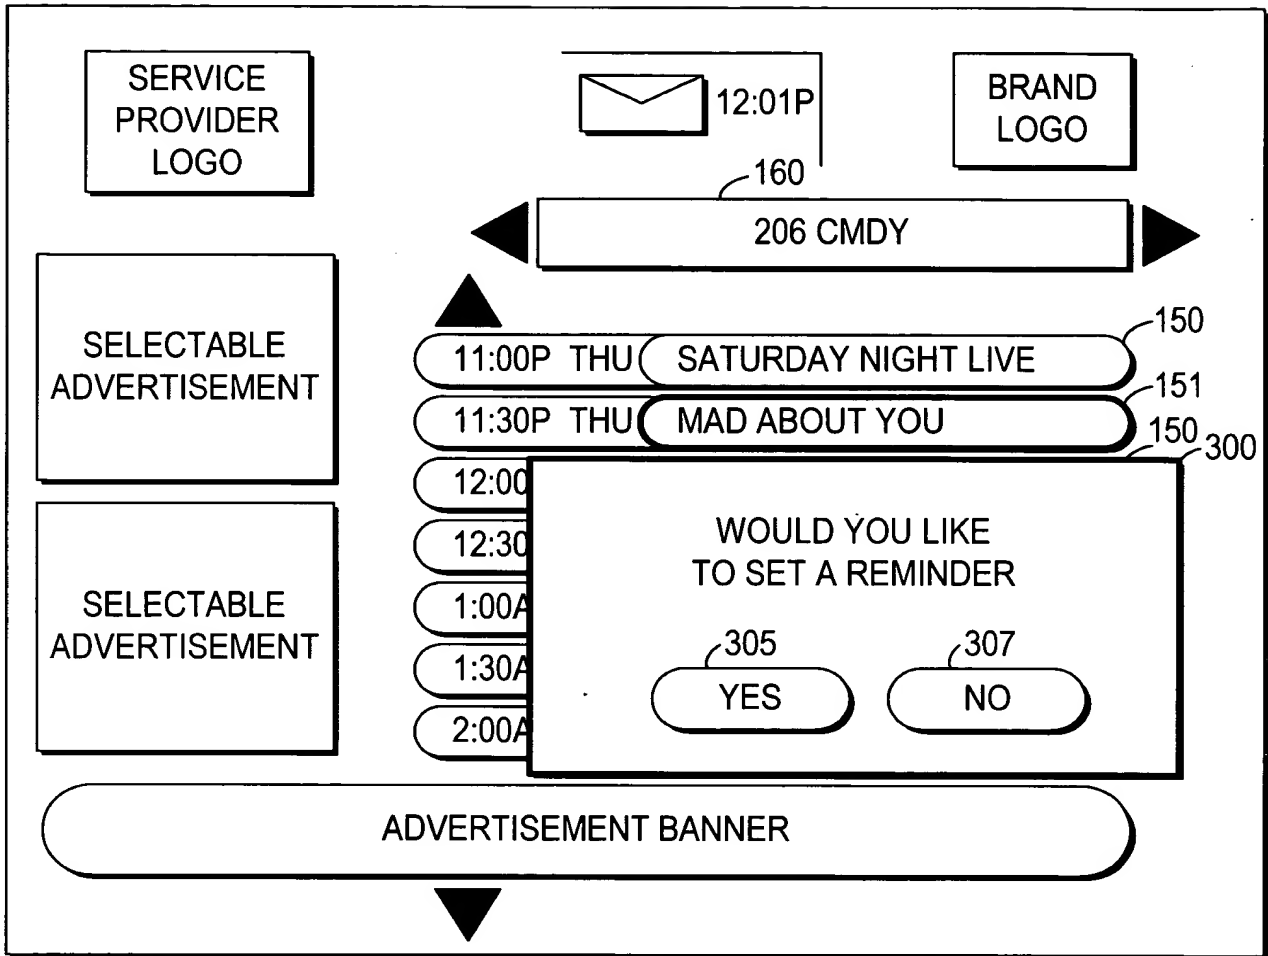 SERVICE
PROVIDER
LOGO
12:01P
BRAND
LOGO
160
206 CMDY
SELECTABLE
ADVERTISEMENT
150
11:00P THU SATURDAY NIGHT LIVE
151
11:30P THU MAD ABOUT YOU
150
300
12:00
12:30
1:00A
1:30A
2:00A
WOULD YOU LIKE
TO SET A REMINDER
305
307
YES
NO
SELECTABLE
ADVERTISEMENT
ADVERTISEMENT BANNER